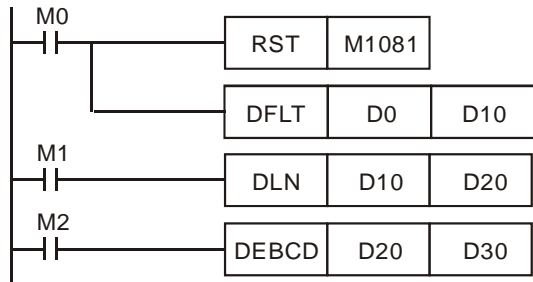 M0
RST M1081
DFLT D0 D10
M1
DLN D10 D20
M2
DEBCD D20 D30